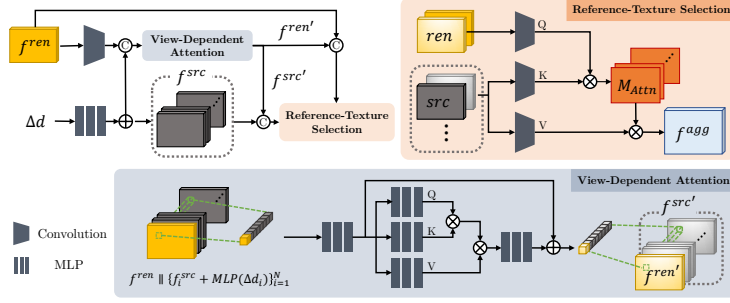 f^{ren}
C
View-Dependent
Attention
f^{ren'}
C
f^{src}
f^{src'}
Δd
C
Reference-Texture
Selection
Reference-Texture Selection
ren
Q
src
K
M_{Attn}
V
f^{agg}
View-Dependent Attention
Convolution
MLP
f^{ren} ∥ {f_i^{src} + MLP(Δd_i)}_{i=1}^N
Q
K
V
f^{src'}
f^{ren'}